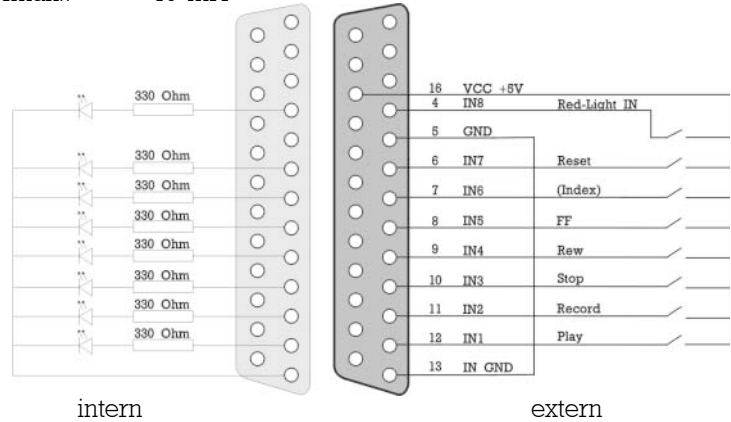 330 Ohm
330 Ohm
330 Ohm
330 Ohm
330 Ohm
330 Ohm
330 Ohm
330 Ohm
16 VCC +5V
4 IN8 Red-Light IN
5 GND
6 IN7 Reset
7 IN6 (Index)
8 IN5 FF
9 IN4 Rew
10 IN3 Stop
11 IN2 Record
12 IN1 Play
13 IN GND
intern extern